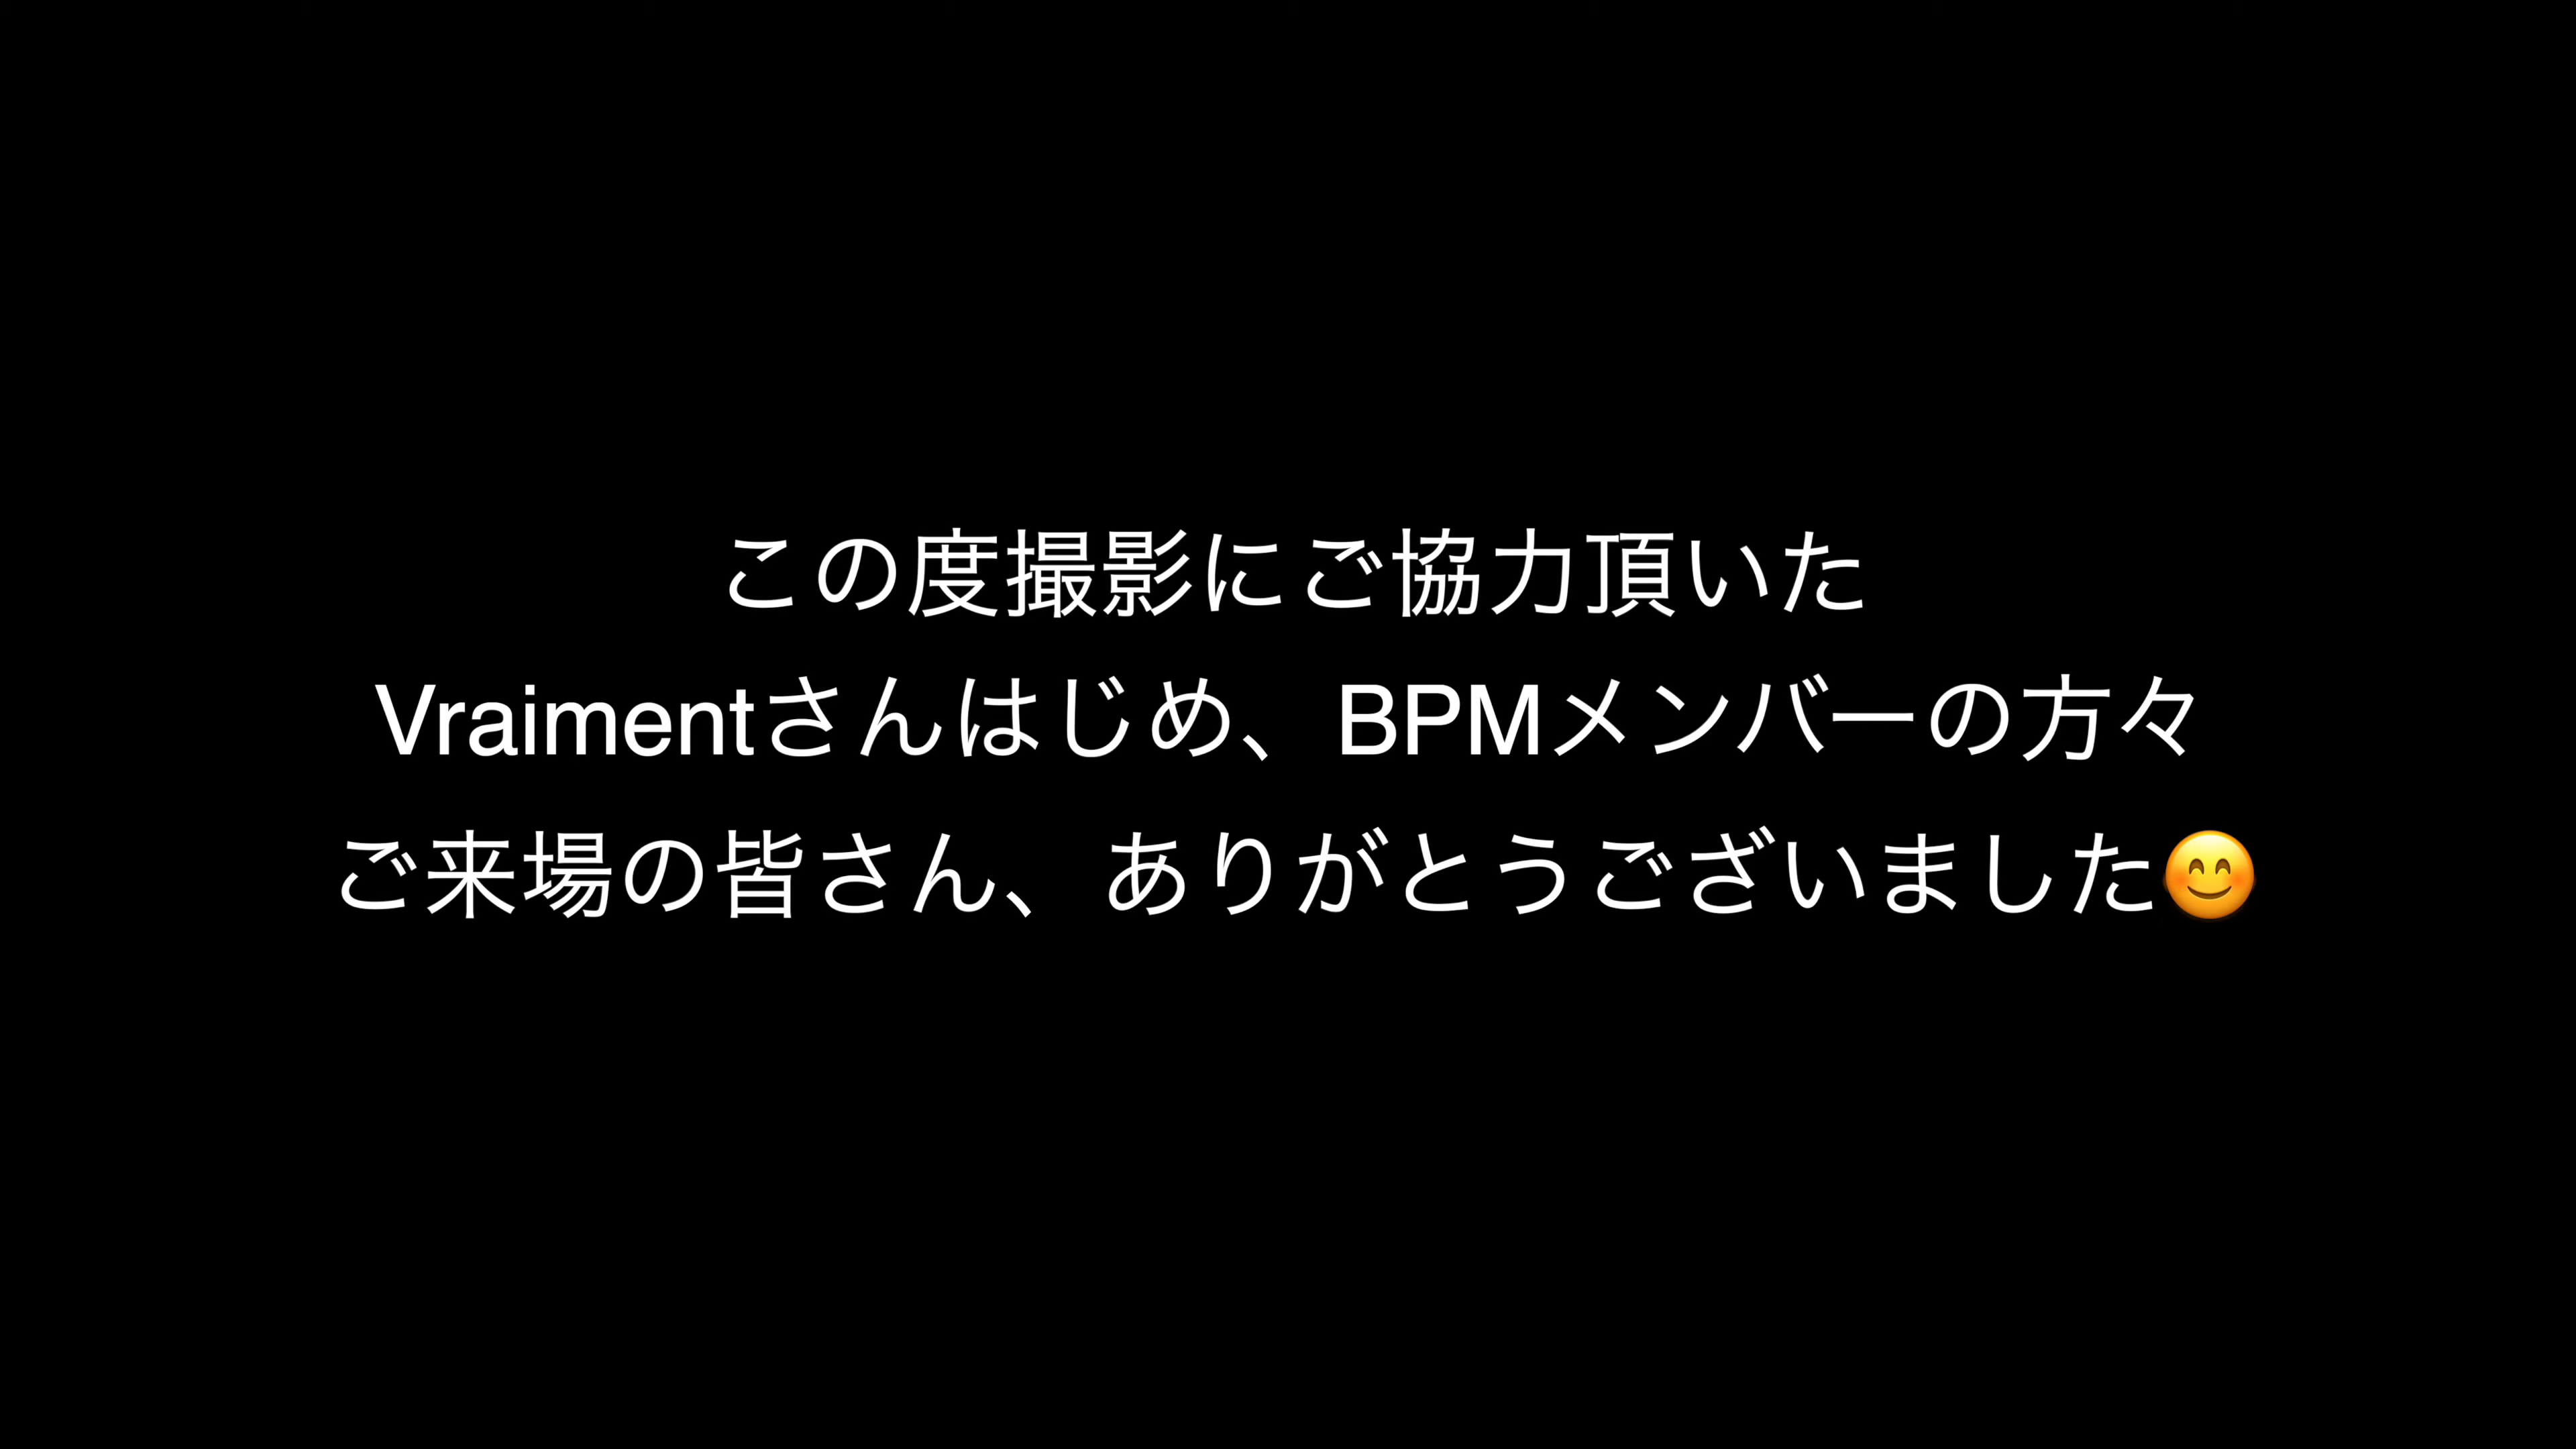 この度撮影にご協力頂いた
Vraimentさんはじめ、BPMメンバーの方々
ご来場の皆さん、ありがとうございました😊